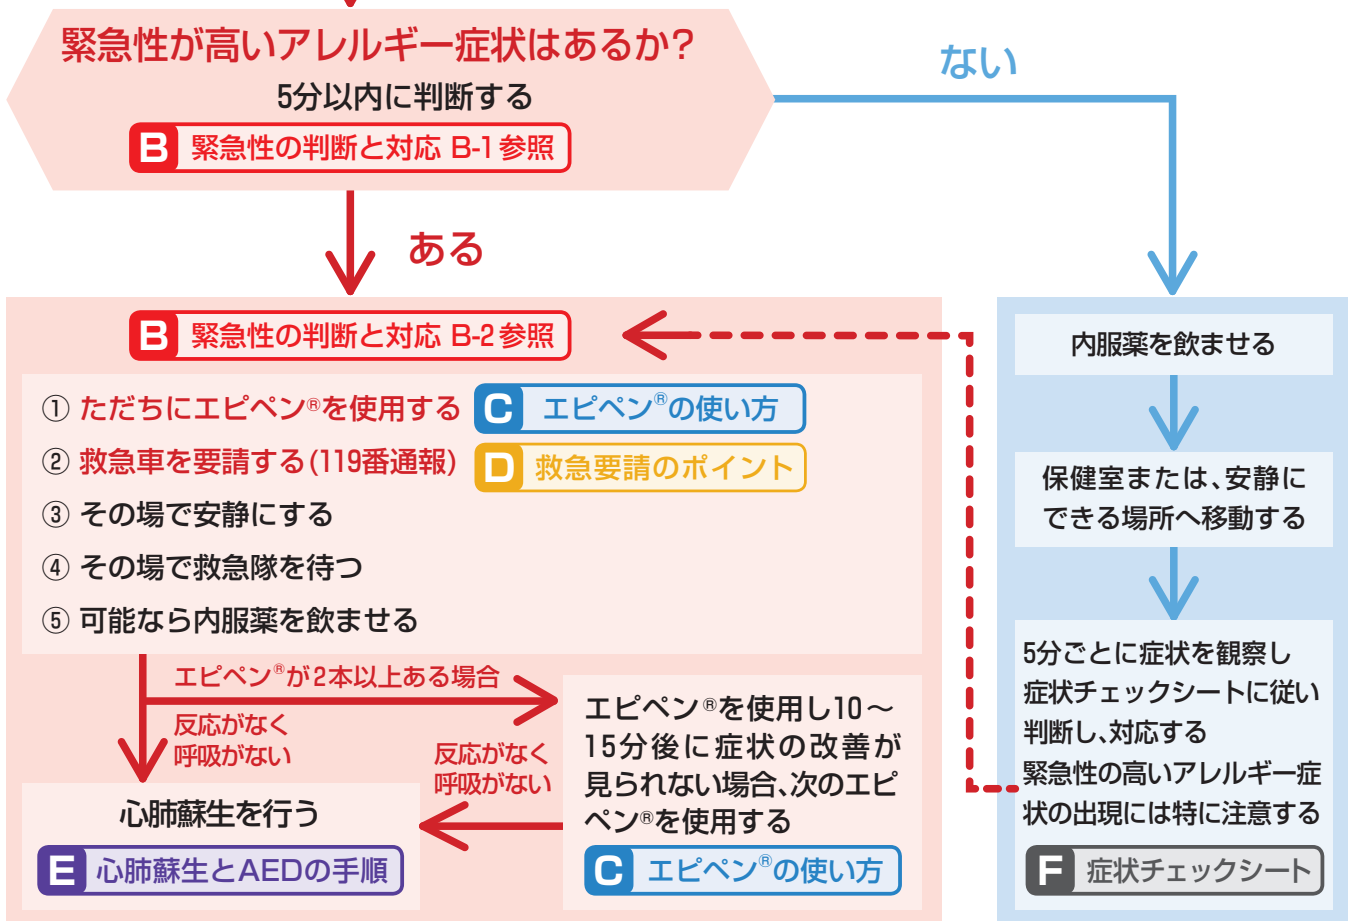 緊急性が高いアレルギー症状はあるか?
5分以内に判断する
B 緊急性の判断と対応 B-1参照
ない
ある
B 緊急性の判断と対応 B-2参照
① ただちにエピペン®を使用する
C エピペン®の使い方
② 救急車を要請する(119番通報)
D 救急要請のポイント
③ その場で安静にする
④ その場で救急隊を待つ
⑤ 可能なら内服薬を飲ませる
エピペン®が2本以上ある場合
反応がなく
呼吸がない
エピペン®を使用し10～
15分後に症状の改善が
見られない場合、次のエピ
ペン®を使用する
C エピペン®の使い方
反応がなく
呼吸がない
心肺蘇生を行う
E 心肺蘇生とAEDの手順
内服薬を飲ませる
保健室または、安静に
できる場所へ移動する
5分ごとに症状を観察し
症状チェックシートに従い
判断し、対応する
緊急性の高いアレルギー症
状の出現には特に注意する
F 症状チェックシート